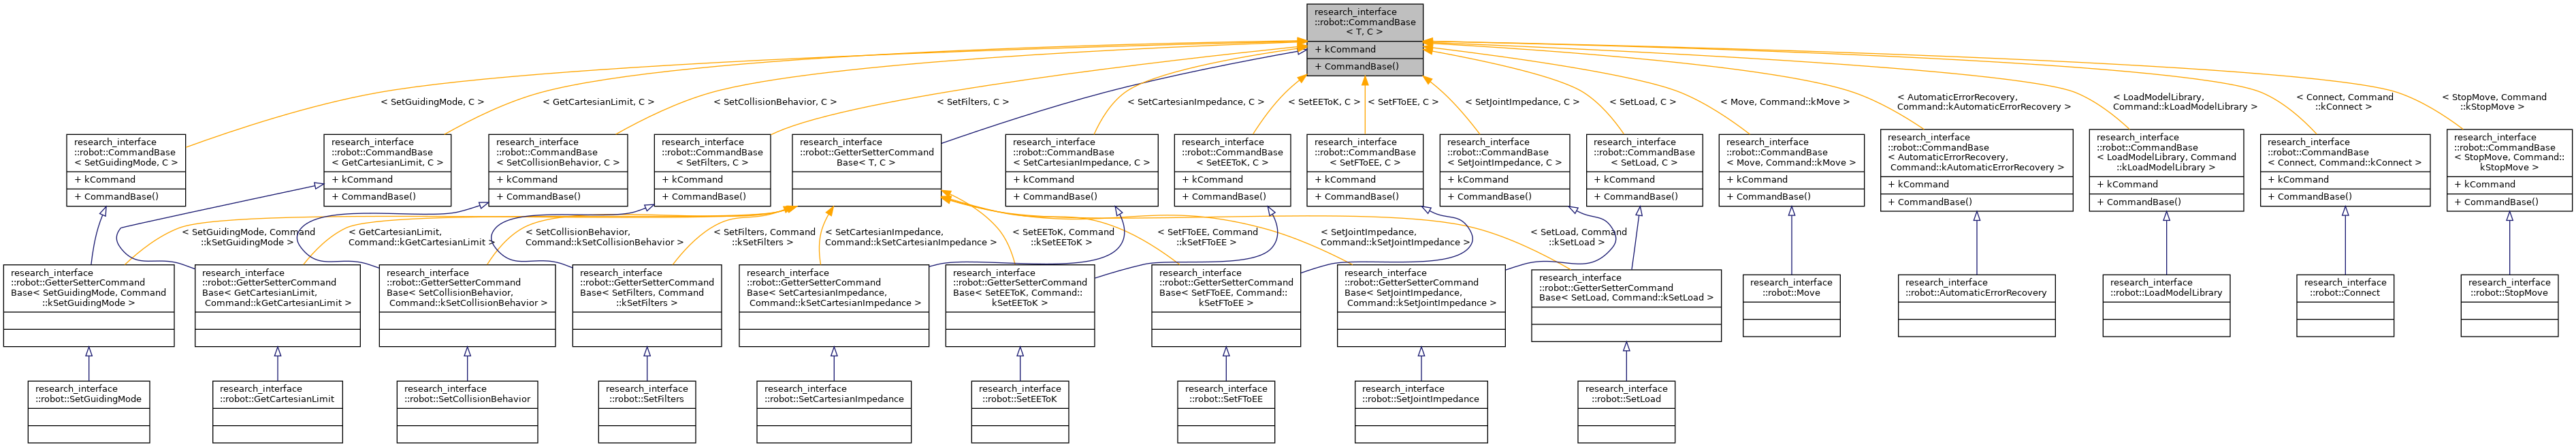 research_interface
::robot::CommandBase
< T, C >
+ kCommand
+ CommandBase()
< SetGuidingMode, C >
< GetCartesianLimit, C >
< SetCollisionBehavior, C >
< SetFilters, C >
< SetCartesianImpedance, C >
< SetEEToK, C >
< SetFToEE, C >
< SetJointImpedance, C >
< SetLoad, C >
< Move, Command::kMove >
< AutomaticErrorRecovery,
Command::kAutomaticErrorRecovery >
< LoadModelLibrary,
Command::kLoadModelLibrary >
< Connect, Command
::kConnect >
< StopMove, Command
::kStopMove >
research_interface
::robot::CommandBase
< SetGuidingMode, C >
+ kCommand
+ CommandBase()
research_interface
::robot::CommandBase
< GetCartesianLimit, C >
+ kCommand
+ CommandBase()
research_interface
::robot::CommandBase
< SetCollisionBehavior, C >
+ kCommand
+ CommandBase()
research_interface
::robot::CommandBase
< SetFilters, C >
+ kCommand
+ CommandBase()
research_interface
::robot::GetterSetterCommand
Base< T, C >
research_interface
::robot::CommandBase
< SetCartesianImpedance, C >
+ kCommand
+ CommandBase()
research_interface
::robot::CommandBase
< SetEEToK, C >
+ kCommand
+ CommandBase()
research_interface
::robot::CommandBase
< SetFToEE, C >
+ kCommand
+ CommandBase()
research_interface
::robot::CommandBase
< SetJointImpedance, C >
+ kCommand
+ CommandBase()
research_interface
::robot::CommandBase
< SetLoad, C >
+ kCommand
+ CommandBase()
research_interface
::robot::CommandBase
< Move, Command::kMove >
+ kCommand
+ CommandBase()
research_interface
::robot::CommandBase
< AutomaticErrorRecovery,
Command::kAutomaticErrorRecovery >
+ kCommand
+ CommandBase()
research_interface
::robot::CommandBase
< LoadModelLibrary, Command
::kLoadModelLibrary >
+ kCommand
+ CommandBase()
research_interface
::robot::CommandBase
< Connect, Command::kConnect >
+ kCommand
+ CommandBase()
research_interface
::robot::CommandBase
< StopMove, Command::
kStopMove >
+ kCommand
+ CommandBase()
< SetGuidingMode, Command
::kSetGuidingMode >
< GetCartesianLimit,
Command::kGetCartesianLimit >
< SetCollisionBehavior,
Command::kSetCollisionBehavior >
< SetFilters, Command
::kSetFilters >
< SetCartesianImpedance,
Command::kSetCartesianImpedance >
< SetEEToK, Command
::kSetEEToK >
< SetFToEE, Command
::kSetFToEE >
< SetJointImpedance,
Command::kSetJointImpedance >
< SetLoad, Command
::kSetLoad >
research_interface
::robot::GetterSetterCommand
Base< SetGuidingMode, Command
::kSetGuidingMode >
research_interface
::robot::GetterSetterCommand
Base< GetCartesianLimit,
Command::kGetCartesianLimit >
research_interface
::robot::GetterSetterCommand
Base< SetCollisionBehavior,
Command::kSetCollisionBehavior >
research_interface
::robot::GetterSetterCommand
Base< SetFilters, Command
::kSetFilters >
research_interface
::robot::GetterSetterCommand
Base< SetCartesianImpedance,
Command::kSetCartesianImpedance >
research_interface
::robot::GetterSetterCommand
Base< SetEEToK, Command::
kSetEEToK >
research_interface
::robot::GetterSetterCommand
Base< SetFToEE, Command::
kSetFToEE >
research_interface
::robot::GetterSetterCommand
Base< SetJointImpedance,
Command::kSetJointImpedance >
research_interface
::robot::GetterSetterCommand
Base< SetLoad, Command::kSetLoad >
research_interface
::robot::Move
research_interface
::robot::AutomaticErrorRecovery
research_interface
::robot::LoadModelLibrary
research_interface
::robot::Connect
research_interface
::robot::StopMove
research_interface
::robot::SetGuidingMode
research_interface
::robot::GetCartesianLimit
research_interface
::robot::SetCollisionBehavior
research_interface
::robot::SetFilters
research_interface
::robot::SetCartesianImpedance
research_interface
::robot::SetEEToK
research_interface
::robot::SetFToEE
research_interface
::robot::SetJointImpedance
research_interface
::robot::SetLoad